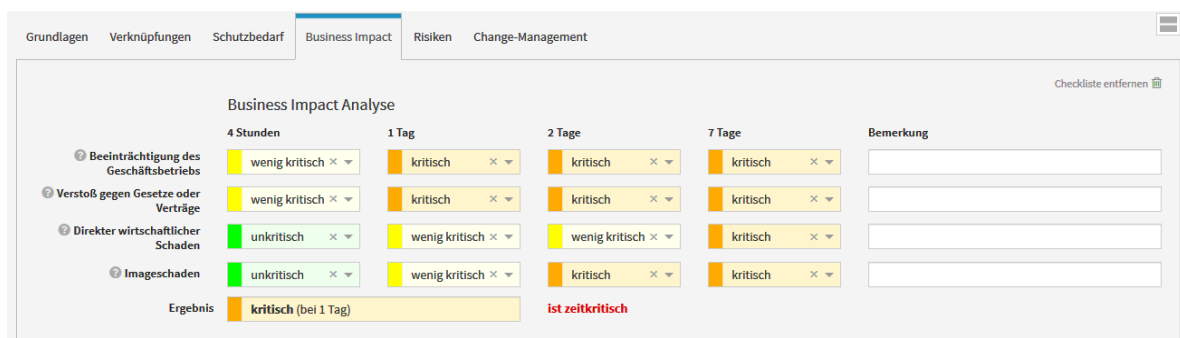 Grundlagen Verknüpfungen Schutzbedarf Business Impact Risiken Change-Management
Checkliste entfernen
Business Impact Analyse
4 Stunden 1 Tag 2 Tage 7 Tage Bemerkung
Beeinträchtigung des
Geschäftsbetriebs
wenig kritisch kritisch kritisch kritisch
Verstoß gegen Gesetze oder
Verträge
wenig kritisch kritisch kritisch kritisch
Direkter wirtschaftlicher
Schaden
unkritisch wenig kritisch wenig kritisch kritisch
Imageschaden unkritisch wenig kritisch kritisch kritisch
Ergebnis kritisch (bei 1 Tag) ist zeitkritisch